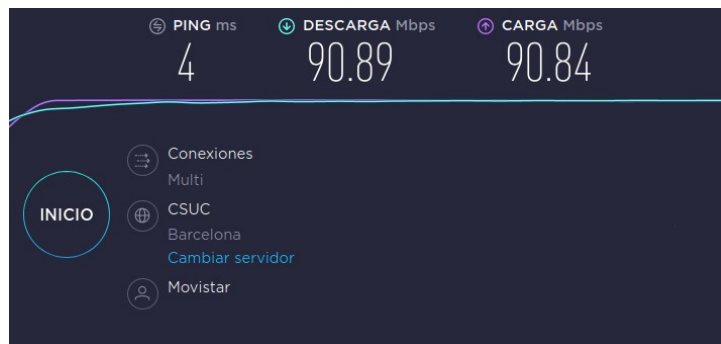 PING ms
DESCARGA Mbps
CARGA Mbps
4
90.89
90.84
Conexiones
Multi
INICIO
CSUC
Barcelona
Cambiar servidor
Movistar